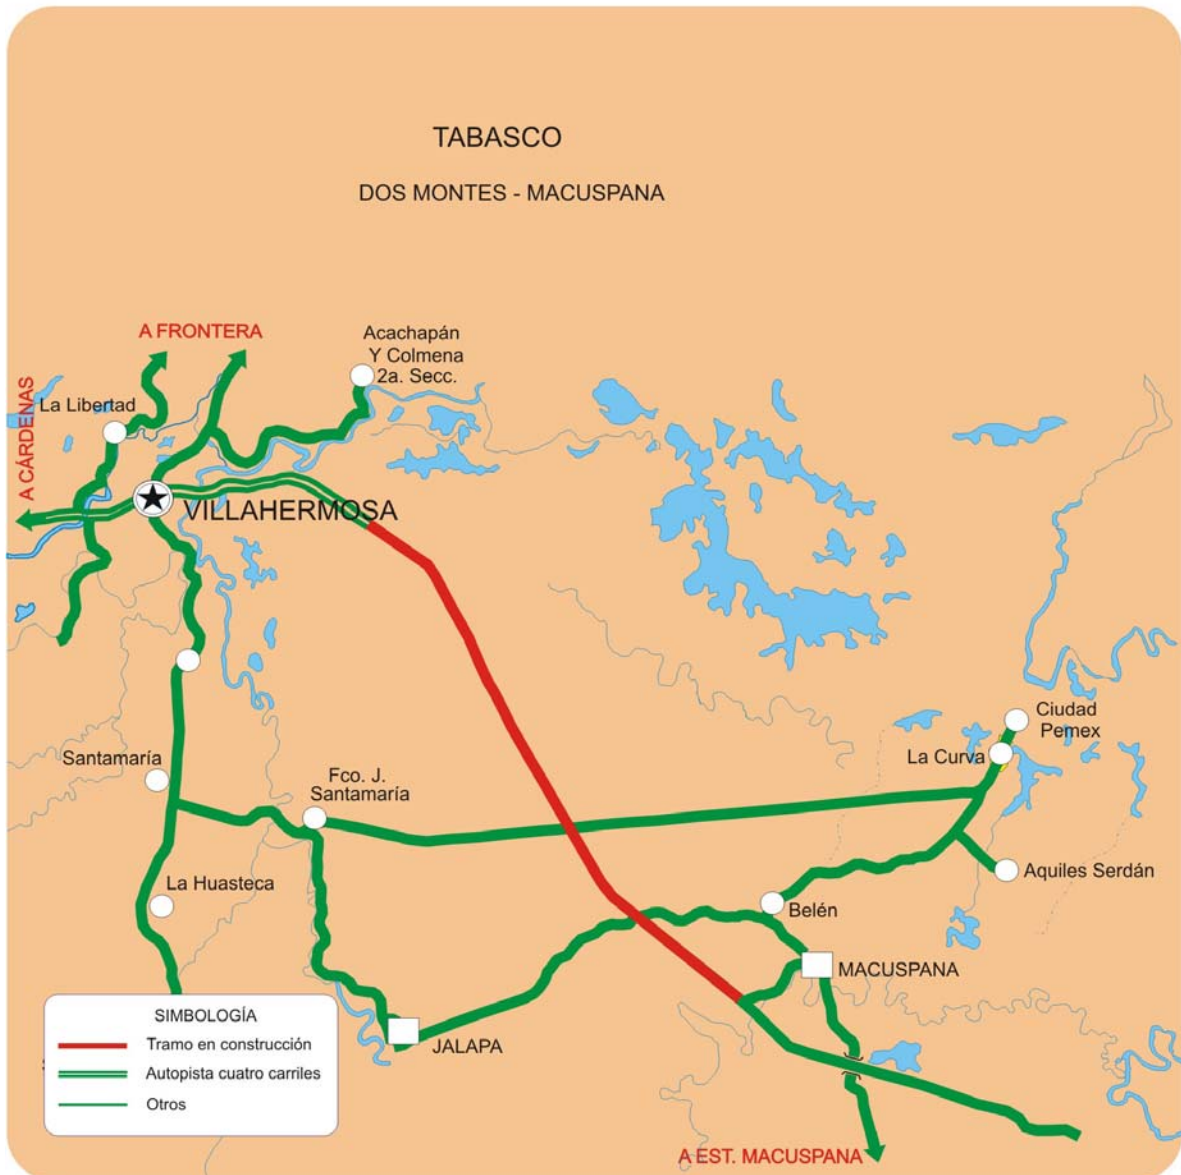 TABASCO
DOS MONTES - MACUSPANA
A FRONTERA
Acachapán
Y Colmena
2a. Secc.
A CÁRDENAS
La Libertad
VILLAHERMOSA
Ciudad
Pemex
La Curva
Santamaría
Fco. J.
Santamaría
Aquiles Serdán
La Huasteca
Belén
MACUSPANA
JALAPA
SIMBOLOGÍA
Tramo en construcción
Autopista cuatro carriles
Otros
A EST. MACUSPANA